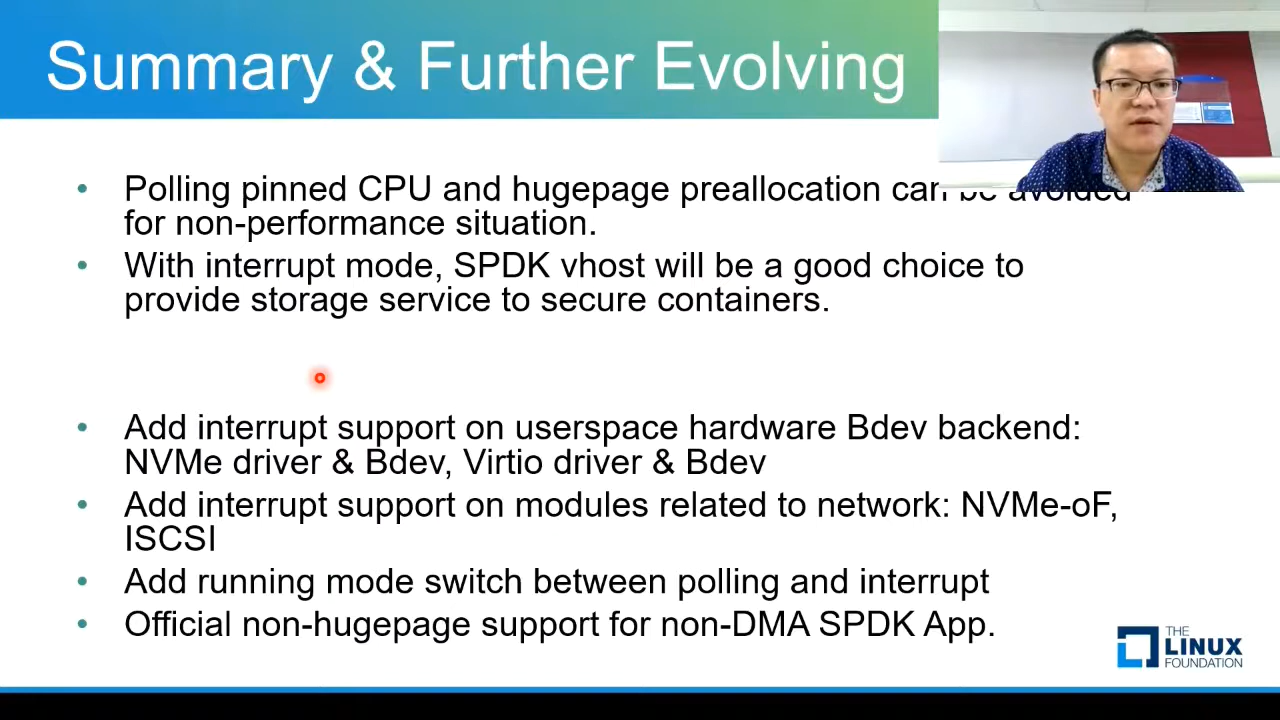 Summary & Further Evolving
• Polling pinned CPU and hugepage preallocation can be avoided
for non-performance situation.
• With interrupt mode, SPDK vhost will be a good choice to
provide storage service to secure containers.
• Add interrupt support on userspace hardware Bdev backend:
NVMe driver & Bdev, Virtio driver & Bdev
• Add interrupt support on modules related to network: NVMe-oF,
ISCSI
• Add running mode switch between polling and interrupt
• Official non-hugepage support for non-DMA SPDK App.
THE
LINUX
FOUNDATION